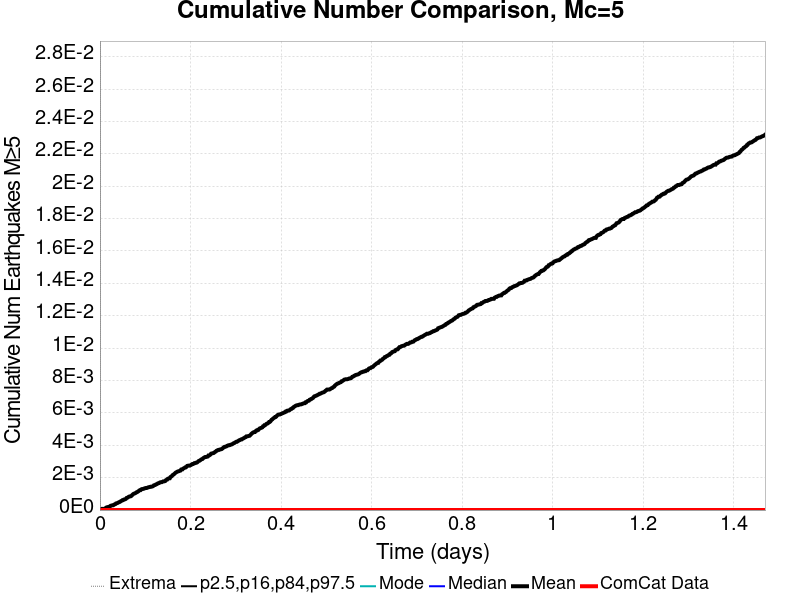 Cumulative Number Comparison, Mc=5
Cumulative Num Earthquakes M≥5
2.8E-2
2.6E-2
2.4E-2
2.2E-2
2E-2
1.8E-2
1.6E-2
1.4E-2
1.2E-2
1E-2
8E-3
6E-3
4E-3
2E-3
0E0
0 0.2 0.4 0.6 0.8 1 1.2 1.4
Time (days)
Extrema p2.5,p16,p84,p97.5 Mode Median Mean ComCat Data